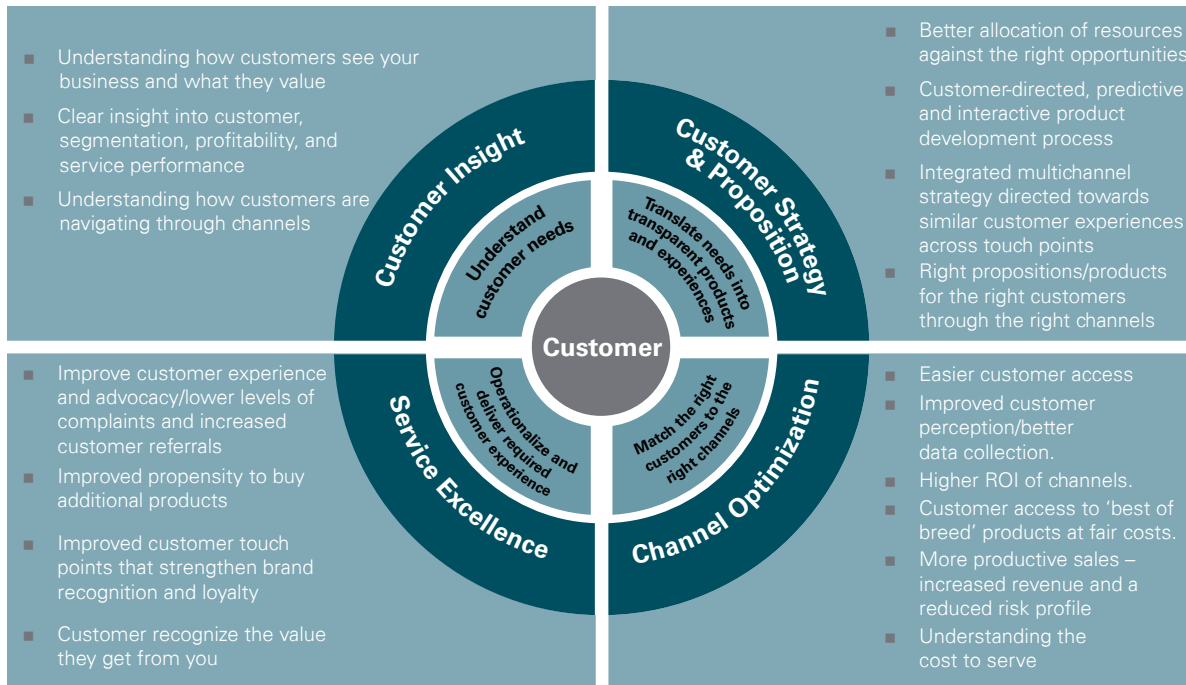 Understanding how customers see your
business and what they value
Clear insight into customer,
segmentation, profitability, and
service performance
Understanding how customers are
navigating through channels
Customer Insight
Understand
customer needs
Customer Strategy
& Proposition
Translate needs into
transparent products
and experiences
Better allocation of resources
against the right opportunities
Customer-directed, predictive
and interactive product
development process
Integrated multichannel
strategy directed towards
similar customer experiences
across touch points
Right propositions/products
for the right customers
through the right channels
Customer
Improve customer experience
and advocacy/lower levels of
complaints and increased
customer referrals
Improved propensity to buy
additional products
Improved customer touch
points that strengthen brand
recognition and loyalty
Customer recognize the value
they get from you
Service Excellence
Operationalize and
deliver required
customer experience
Match the right
customers to the
right channels
Channel Optimization
Easier customer access
Improved customer
perception/better
data collection.
Higher ROI of channels.
Customer access to ‘best of
breed’ products at fair costs.
More productive sales –
increased revenue and a
reduced risk profile
Understanding the
cost to serve